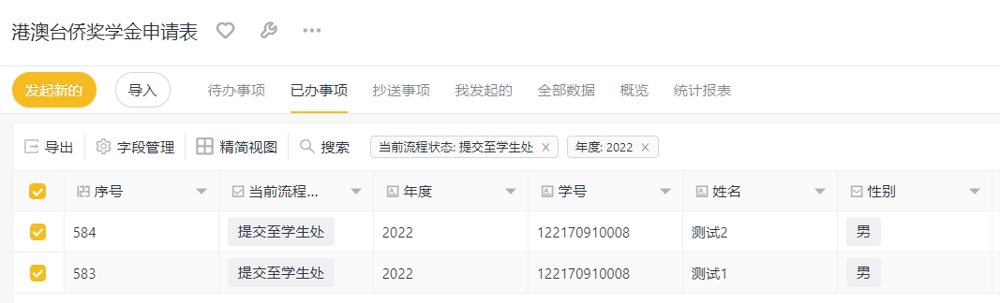 港澳台侨奖学金申请表
发起新的 导入 待办事项 已办事项 抄送事项 我发起的 全部数据 概览 统计报表
导出 字段管理 精简视图 搜索 当前流程状态: 提交至学生处 × 年度: 2022 ×
序号 当前流程... 年度 学号 姓名 性别
584 提交至学生处 2022 122170910008 测试2 男
583 提交至学生处 2022 122170910008 测试1 男